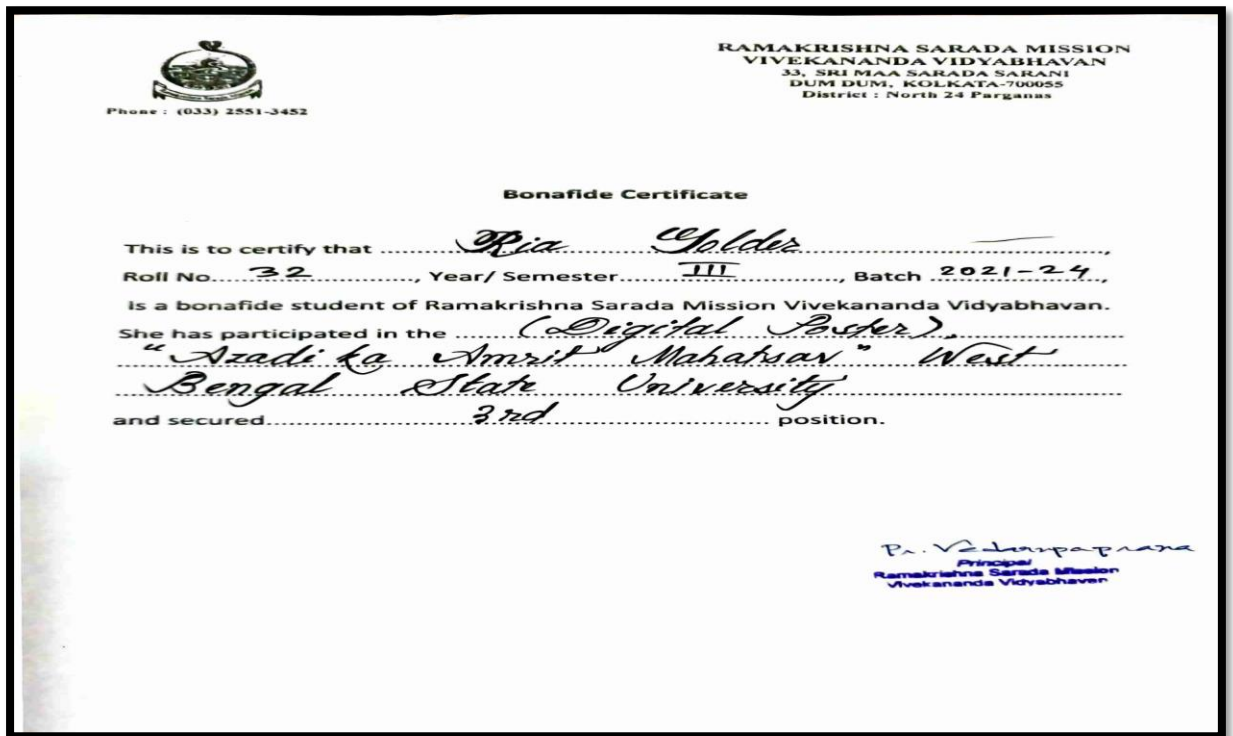 RAMAKRISHNA SARADA MISSION
VIVEKANANDA VIDYABHAVAN
33, SRI MAA SARADA SARANI
DUM DUM, KOLKATA-700055
District : North 24 Parganas
Phone : (033) 2551-3452
Bonafide Certificate
This is to certify that Ria Golder,
Roll No. 32, Year/ Semester III, Batch 2021-24,
is a bonafide student of Ramakrishna Sarada Mission Vivekananda Vidyabhavan.
She has participated in the (Digital Poster),
"Azadi ka Amrit Mahatsav" West
Bengal State University
and secured 3rd position.
Pr.
Principal
Ramakrishna Sarada Mission
Vivekananda Vidyabhavan